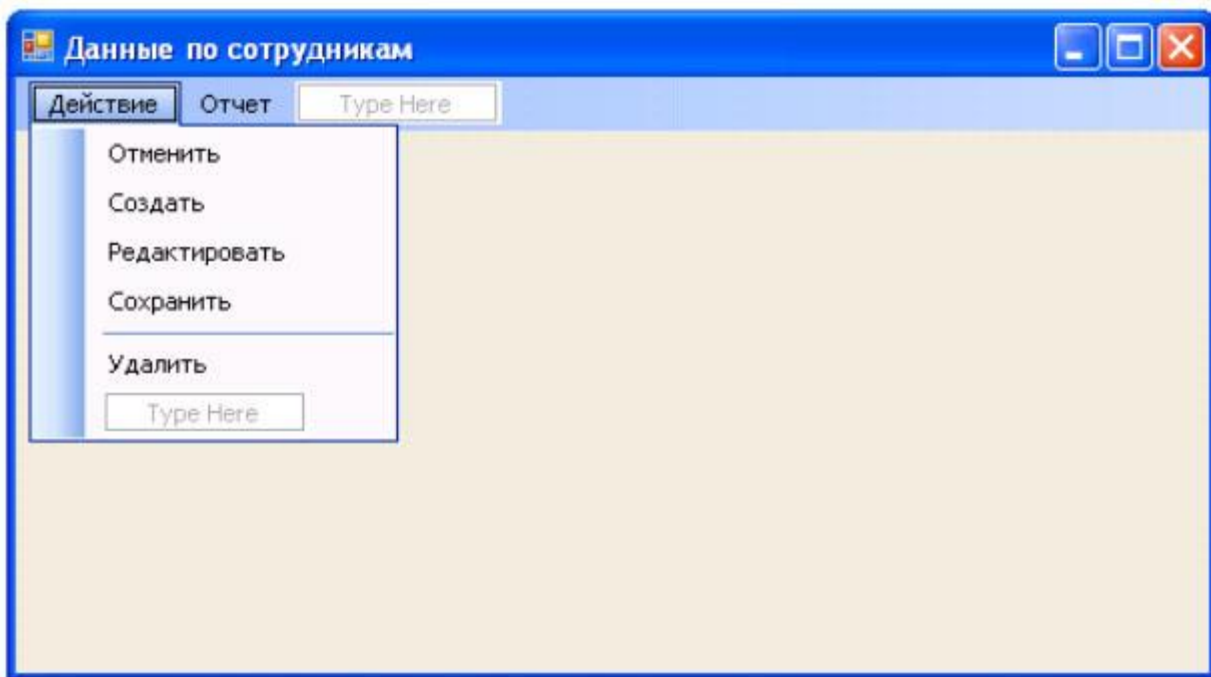 Данные по сотрудникам
Действие Отчет Type Here
Отменить
Создать
Редактировать
Сохранить
Удалить
Type Here